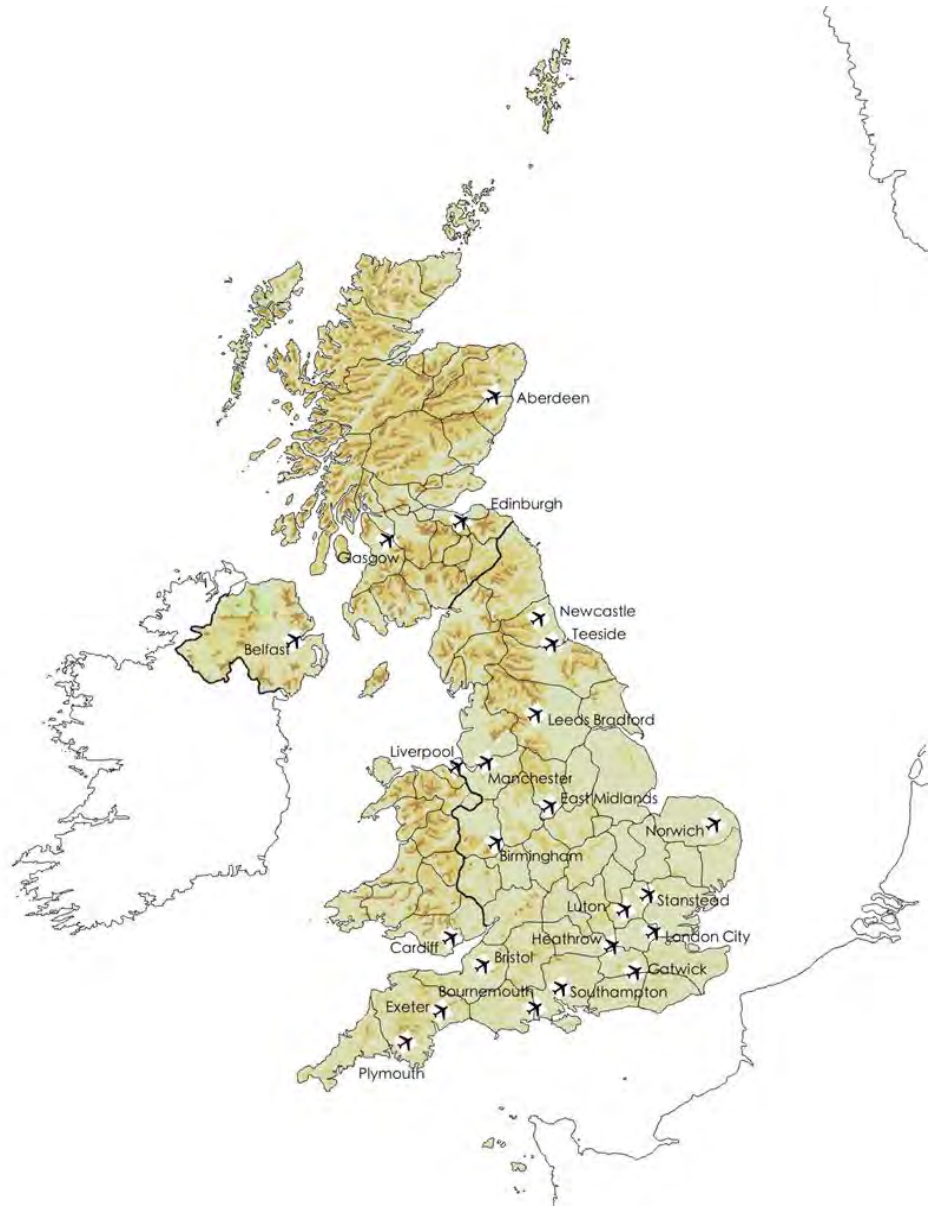 Aberdeen
Edinburgh
Glasgow
Newcastle
Teeside
Belfast
Leeds Bradford
Liverpool
Manchester
East Midlands
Norwich
Birmingham
Stanstead
Luton
London City
Cardiff
Heathrow
Bristol
Gatwick
Bournemouth
Southampton
Exeter
Plymouth